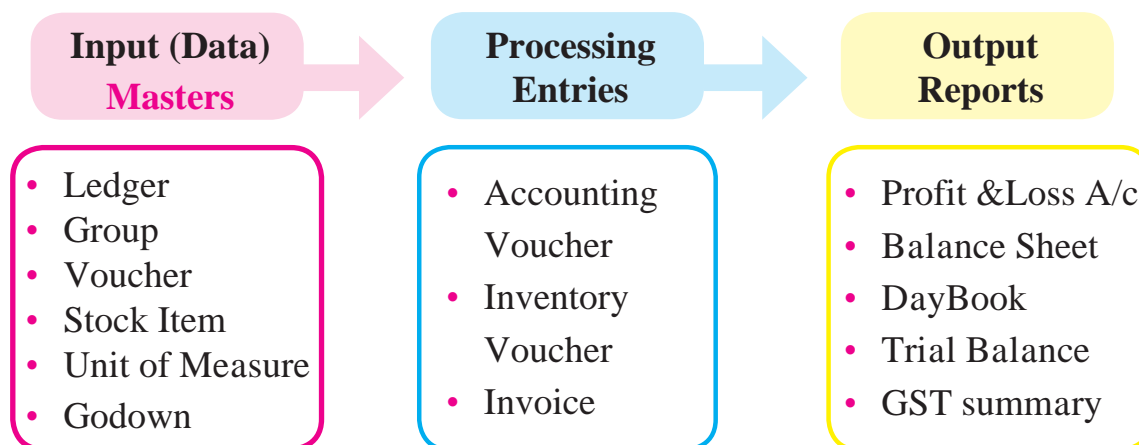 Input (Data)
Masters
Processing
Entries
Output
Reports
• Ledger
• Group
• Voucher
• Stock Item
• Unit of Measure
• Godown
• Accounting
Voucher
• Inventory
Voucher
• Invoice
• Profit &Loss A/c
• Balance Sheet
• DayBook
• Trial Balance
• GST summary